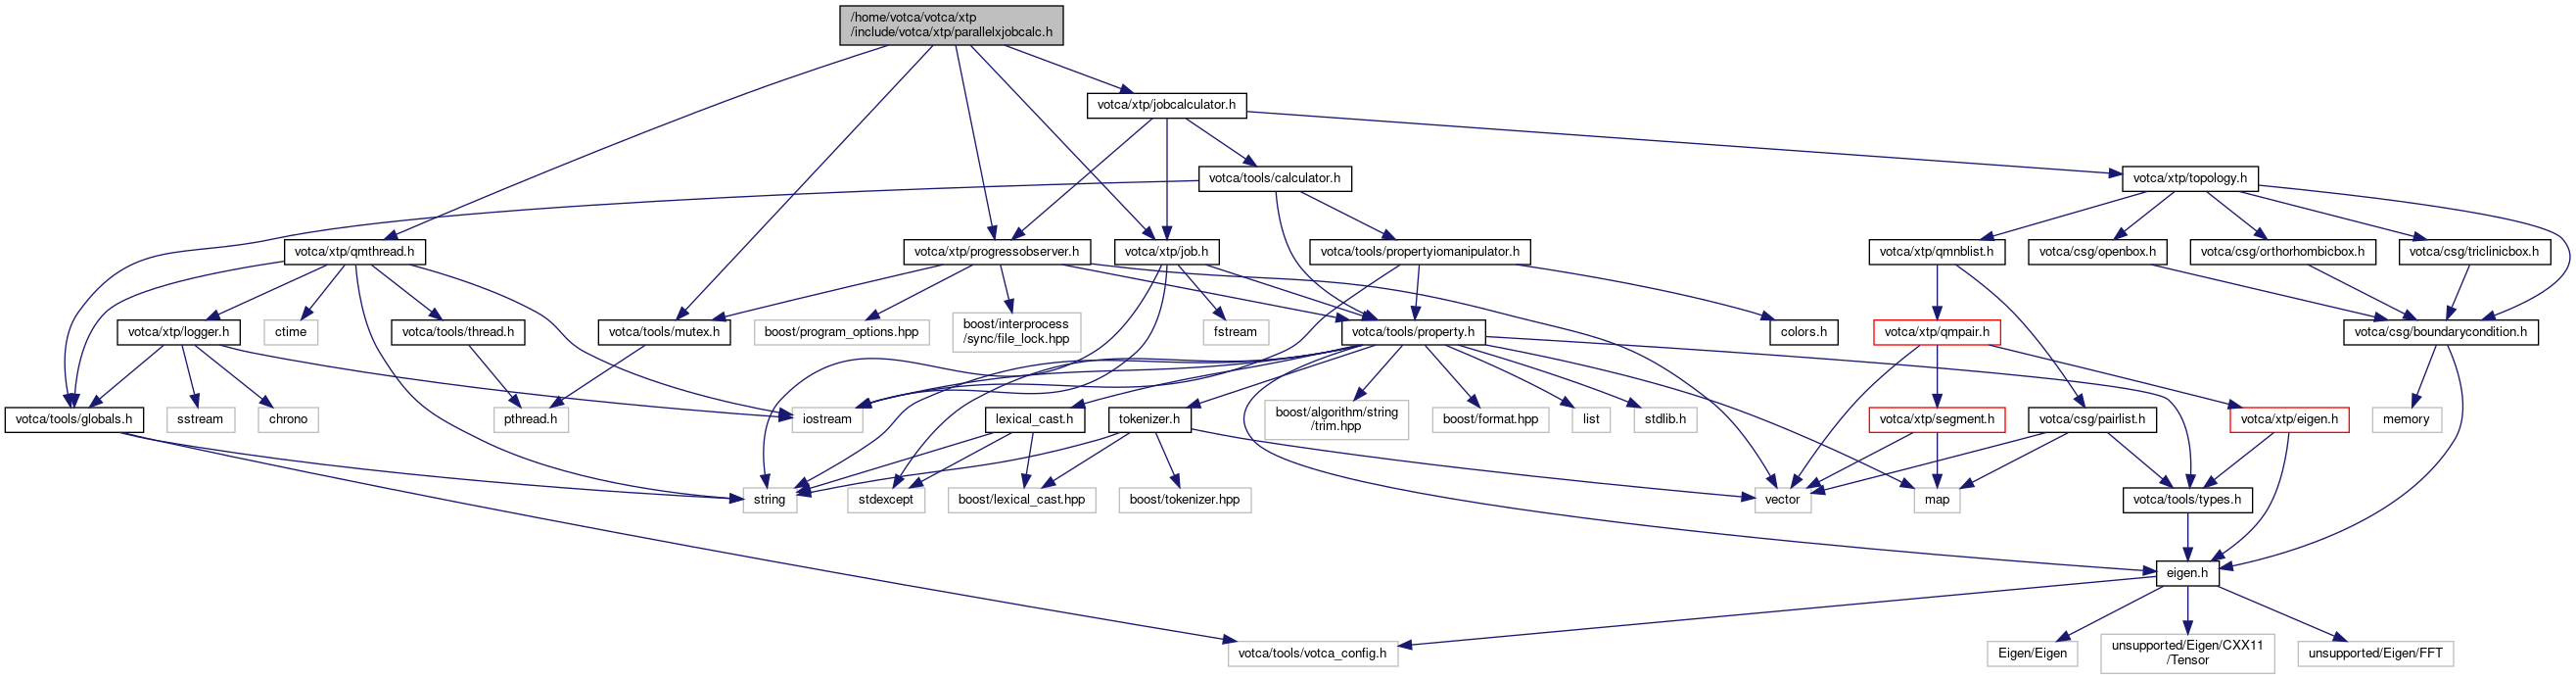 /home/votca/votca/xtp
/include/votca/xtp/parallelxjobcalc.h
votca/xtp/jobcalculator.h
votca/tools/calculator.h
votca/xtp/topology.h
votca/xtp/qmthread.h
votca/xtp/progressobserver.h
votca/xtp/job.h
votca/tools/propertyiomanipulator.h
votca/xtp/qmnblist.h
votca/csg/openbox.h
votca/csg/orthorhombicbox.h
votca/csg/triclinicbox.h
votca/xtp/logger.h
ctime
votca/tools/thread.h
votca/tools/mutex.h
boost/program_options.hpp
boost/interprocess
/sync/file_lock.hpp
fstream
votca/tools/property.h
colors.h
votca/xtp/qmpair.h
votca/csg/boundarycondition.h
votca/tools/globals.h
sstream
chrono
pthread.h
iostream
lexical_cast.h
tokenizer.h
boost/algorithm/string
/trim.hpp
boost/format.hpp
list
stdlib.h
votca/xtp/segment.h
votca/csg/pairlist.h
votca/xtp/eigen.h
memory
string
stdexcept
boost/lexical_cast.hpp
boost/tokenizer.hpp
vector
map
votca/tools/types.h
eigen.h
votca/tools/votca_config.h
Eigen/Eigen
unsupported/Eigen/CXX11
/Tensor
unsupported/Eigen/FFT